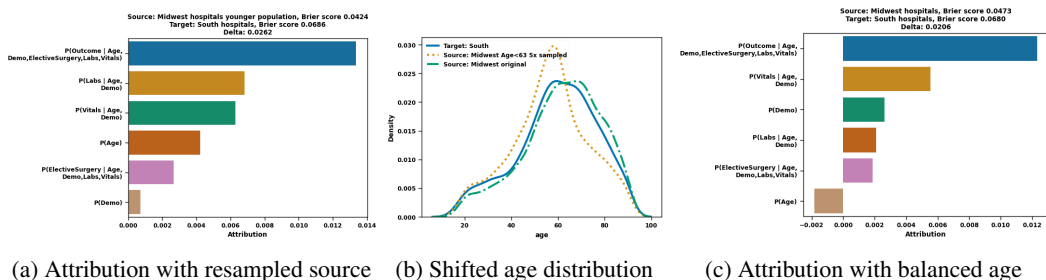 Source: Midwest hospitals younger population, Brier score 0.0424
Target: South hospitals, Brier score 0.0686
Delta: 0.0262
P(Outcome | Age,
Demo,ElectiveSurgery,Labs,Vitals)
P(Labs | Age,
Demo)
P(Vitals | Age,
Demo)
P(Age)
P(ElectiveSurgery | Age,
Demo,Labs,Vitals)
P(Demo)
0.000 0.002 0.004 0.006 0.008 0.010 0.012 0.014
Attribution
(a) Attribution with resampled source
Target: South
Source: Midwest Age<63 5x sampled
Source: Midwest original
0.030
0.025
0.020
0.015
0.010
0.005
0.000
Density
20 40 60 80 100
age
(b) Shifted age distribution
Source: Midwest hospitals, Brier score 0.0473
Target: South hospitals, Brier score 0.0680
Delta: 0.0206
P(Outcome | Age,
Demo,ElectiveSurgery,Labs,Vitals)
P(Vitals | Age,
Demo)
P(Demo)
P(Labs | Age,
Demo)
P(ElectiveSurgery | Age,
Demo,Labs,Vitals)
P(Age)
−0.002 0.000 0.002 0.004 0.006 0.008 0.010 0.012
Attribution
(c) Attribution with balanced age